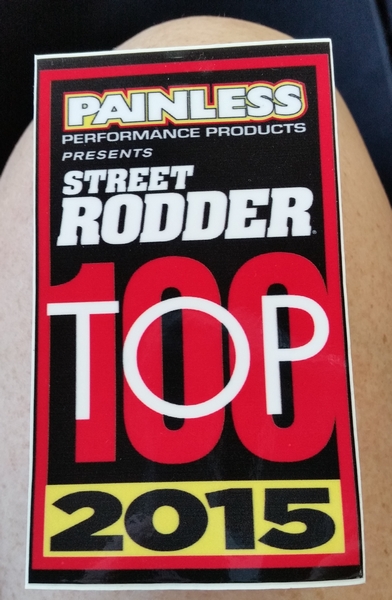 PAINLESS
PERFORMANCE PRODUCTS
PRESENTS
STREET
RODDER
100
TOP
2015